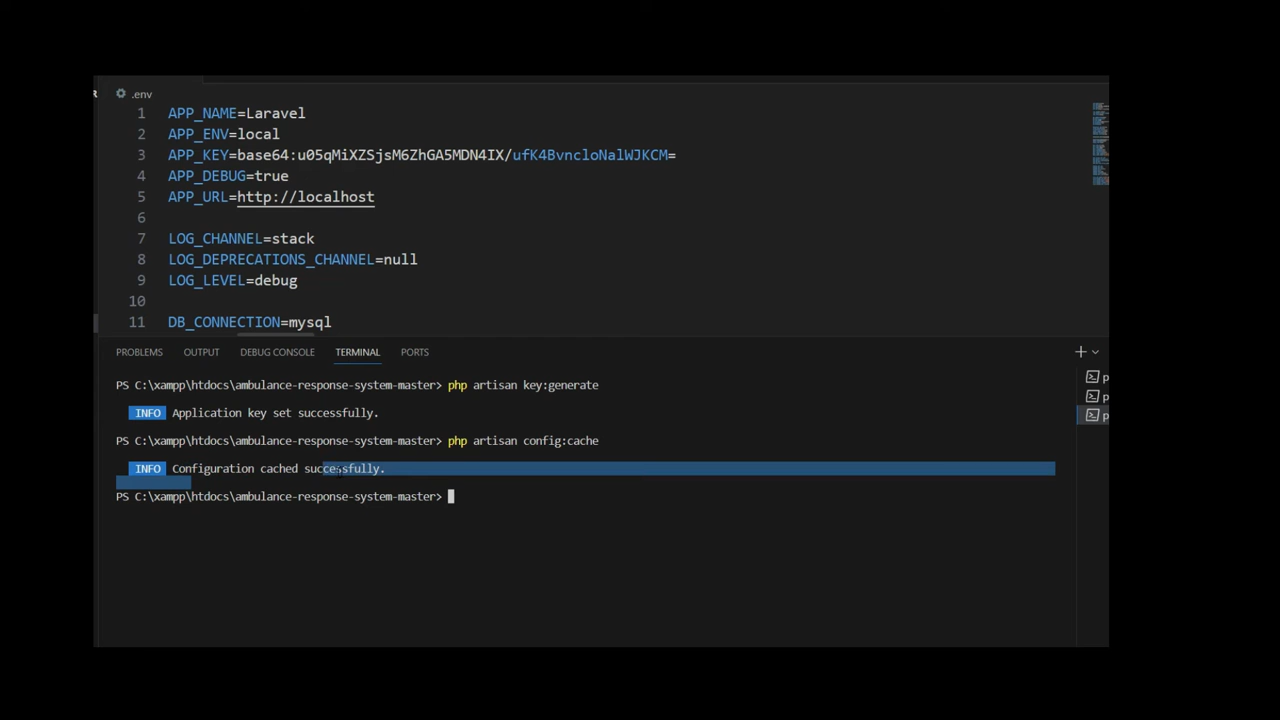 .env
1 APP_NAME=Laravel
2 APP_ENV=local
3 APP_KEY=base64:u05qMiXZSjsM6ZhGA5MDN4IX/ufK4BvncloNalWJKCM=
4 APP_DEBUG=true
5 APP_URL=http://localhost
6
7 LOG_CHANNEL=stack
8 LOG_DEPRECATIONS_CHANNEL=null
9 LOG_LEVEL=debug
10
11 DB_CONNECTION=mysql
PROBLEMS OUTPUT DEBUG CONSOLE TERMINAL PORTS
PS C:\xampp\htdocs\ambulance-response-system-master> php artisan key:generate
INFO Application key set successfully.
PS C:\xampp\htdocs\ambulance-response-system-master> php artisan config:cache
INFO Configuration cached successfully.
PS C:\xampp\htdocs\ambulance-response-system-master>
p
p
p